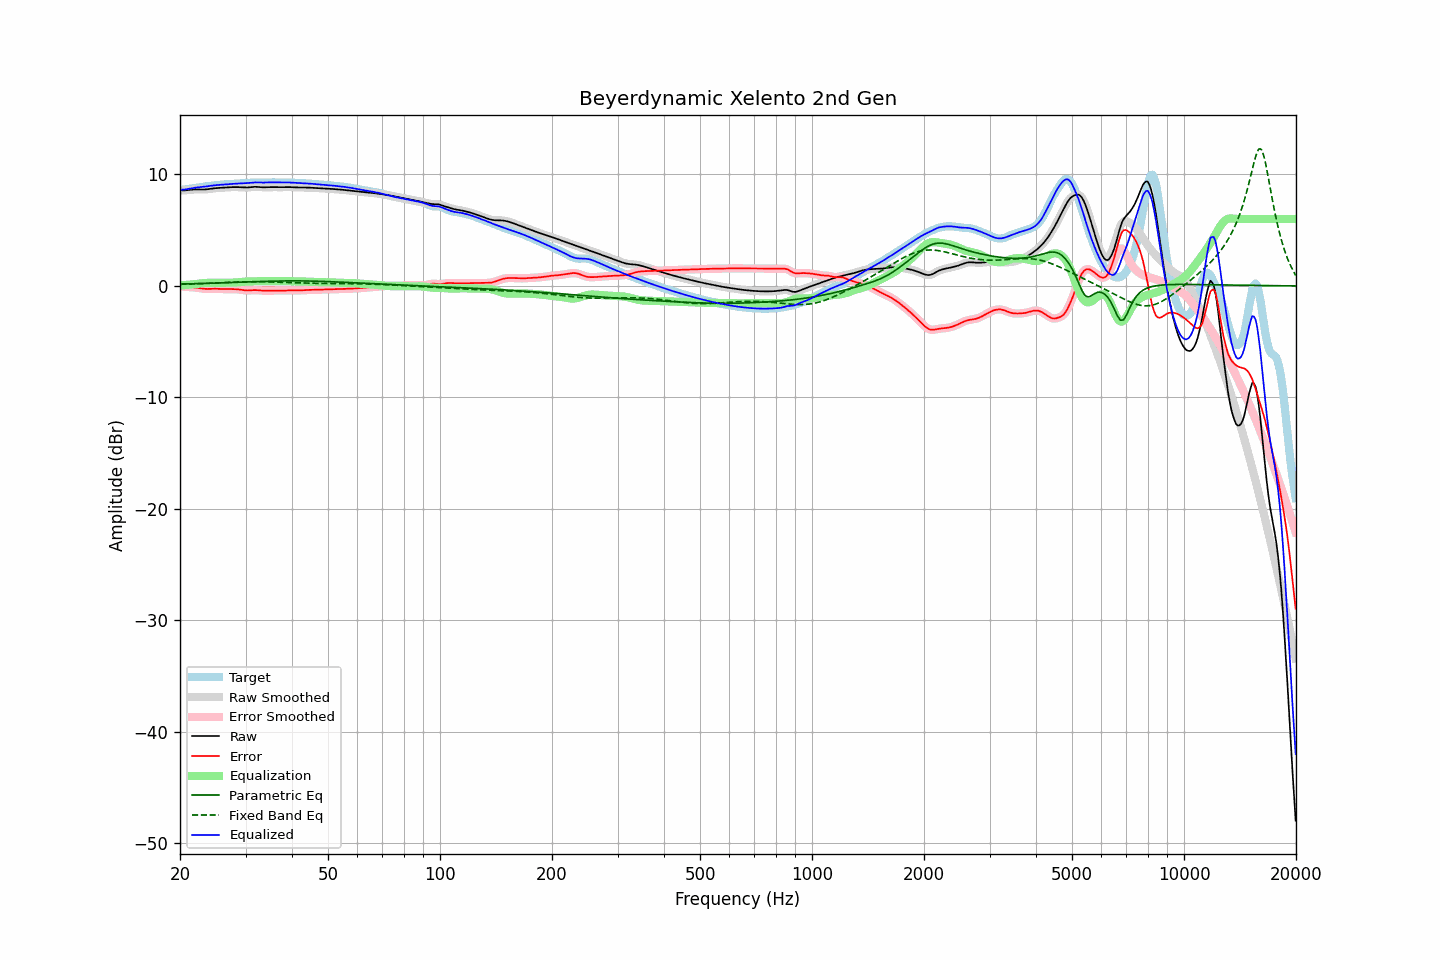 Beyerdynamic Xelento 2nd Gen
Amplitude (dBr)
10
0
−10
−20
−30
−40
−50
Target
Raw Smoothed
Error Smoothed
Raw
Error
Equalization
Parametric Eq
Fixed Band Eq
Equalized
20 50 100 200 500 1000 2000 5000 10000 20000
Frequency (Hz)